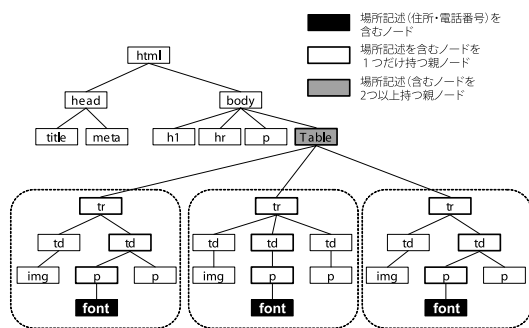 場所記述（住所・電話番号）を
含むノード
場所記述を含むノードを
１つだけ持つ親ノード
場所記述（含むノードを
2つ以上持つ親ノード
html
head
body
title
meta
h1
hr
p
Table
tr
tr
tr
td
td
td
td
td
td
td
img
p
p
img
p
p
img
p
p
font
font
font